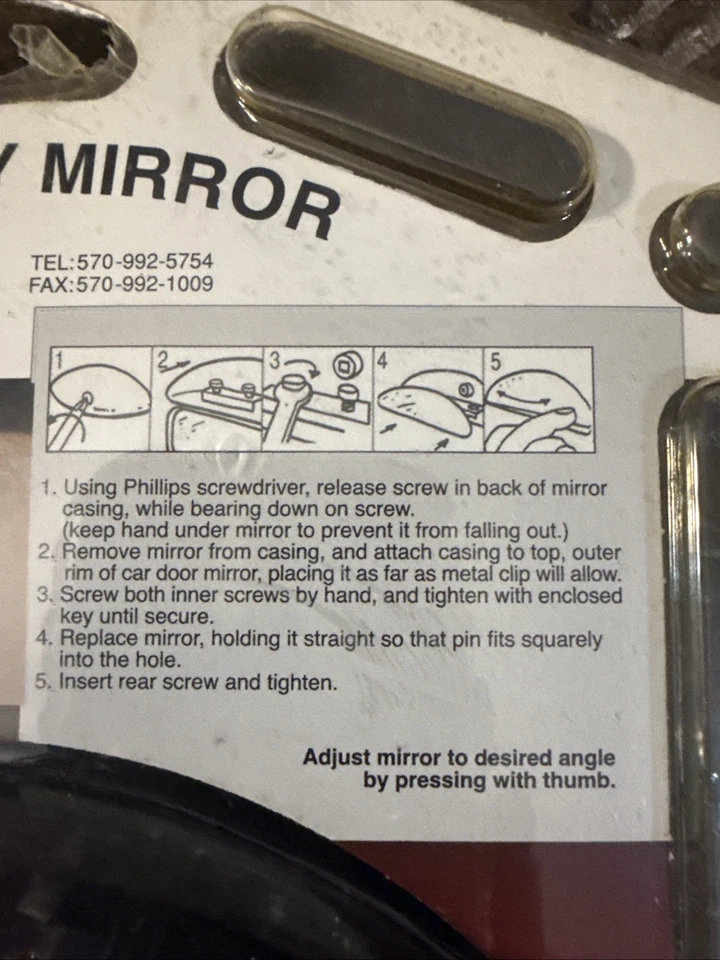 Y MIRROR
TEL:570-992-5754
FAX:570-992-1009
1 2 3 4 5
1. Using Phillips screwdriver, release screw in back of mirror
casing, while bearing down on screw.
(keep hand under mirror to prevent it from falling out.)
2. Remove mirror from casing, and attach casing to top, outer
rim of car door mirror, placing it as far as metal clip will allow.
3. Screw both inner screws by hand, and tighten with enclosed
key until secure.
4. Replace mirror, holding it straight so that pin fits squarely
into the hole.
5. Insert rear screw and tighten.
Adjust mirror to desired angle
by pressing with thumb.